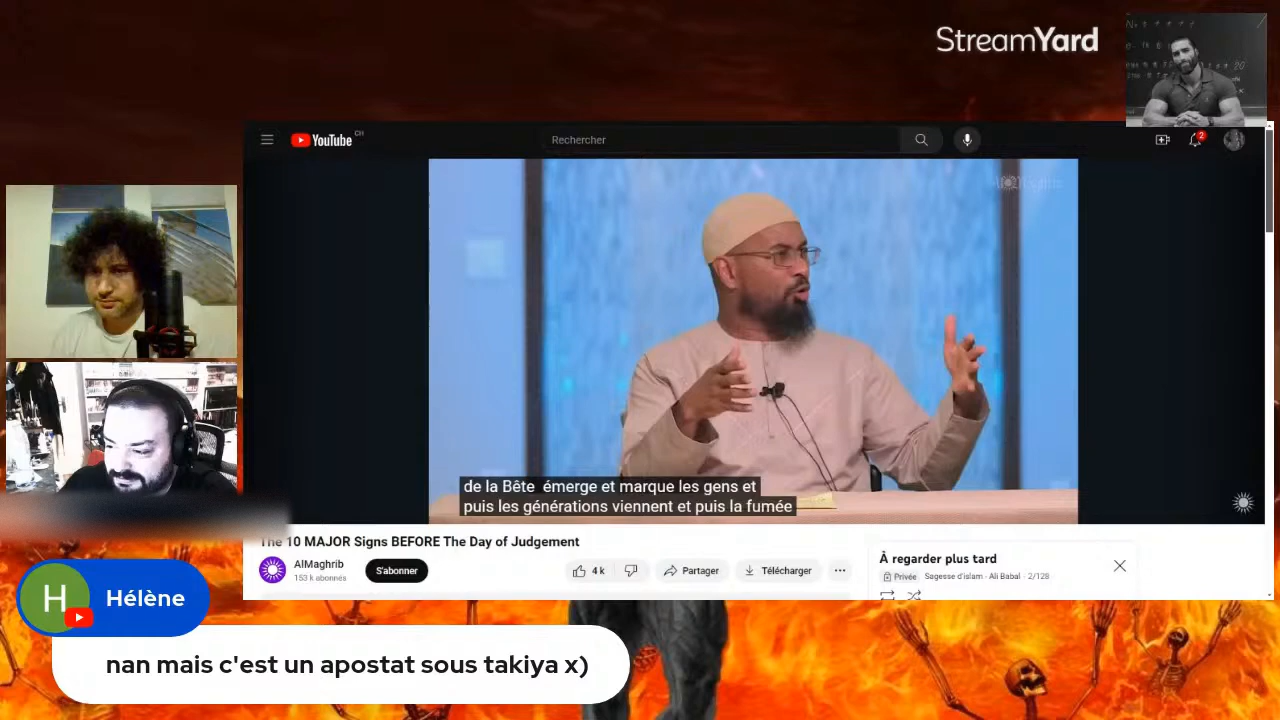 StreamYard
YouTube CH
Rechercher
2
de la Bête émerge et marque les gens et
puis les générations viennent et puis la fumée
The 10 MAJOR Signs BEFORE The Day of Judgement
AlMaghrib
153 k abonnés
S'abonner
4 k
Partager
Télécharger
À regarder plus tard
Privée
Sagesse d'islam - Ali Babal - 2/128
H
Hélène
nan mais c'est un apostat sous takiya x)